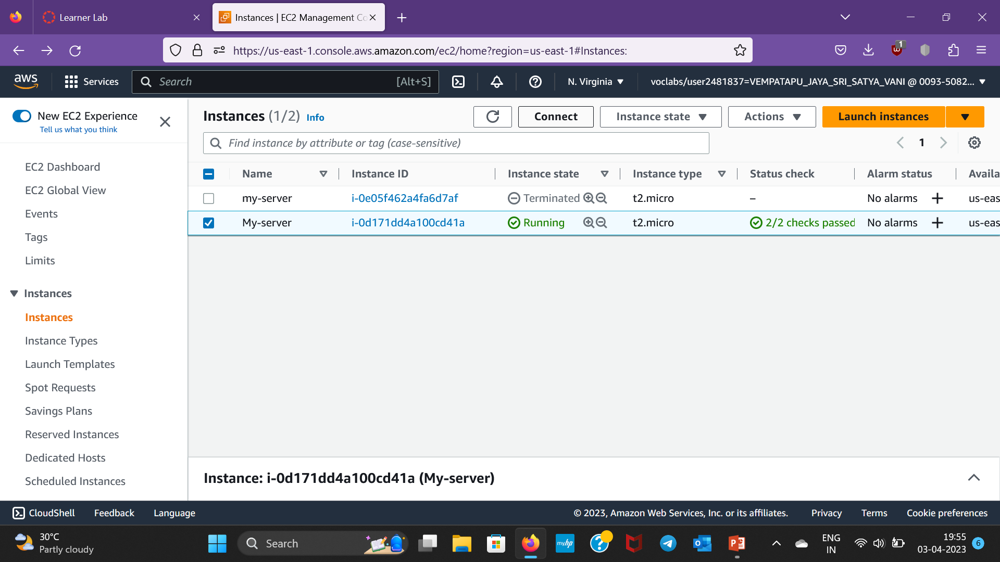 Learner Lab
Instances | EC2 Management Co
https://us-east-1.console.aws.amazon.com/ec2/home?region=us-east-1#Instances:
1
aws
Services
Search
[Alt+S]
N. Virginia
voclabs/user2481837=VEMPATAPU_JAYA_SRI_SATYA_VANI @ 0093-5082...
New EC2 Experience
Tell us what you think
EC2 Dashboard
EC2 Global View
Events
Tags
Limits
Instances
Instances
Instance Types
Launch Templates
Spot Requests
Savings Plans
Reserved Instances
Dedicated Hosts
Scheduled Instances
Instances (1/2) Info
Connect
Instance state
Actions
Launch instances
Find instance by attribute or tag (case-sensitive)
1
Name Instance ID Instance state Instance type Status check Alarm status Availa
my-server i-0e05f462a4fa6d7af Terminated t2.micro – No alarms + us-eas
My-server i-0d171dd4a100cd41a Running t2.micro 2/2 checks passed No alarms + us-eas
Instance: i-0d171dd4a100cd41a (My-server)
CloudShell Feedback Language © 2023, Amazon Web Services, Inc. or its affiliates. Privacy Terms Cookie preferences
30°C
Partly cloudy
Search
myhp
ENG
IN
19:55
03-04-2023
6